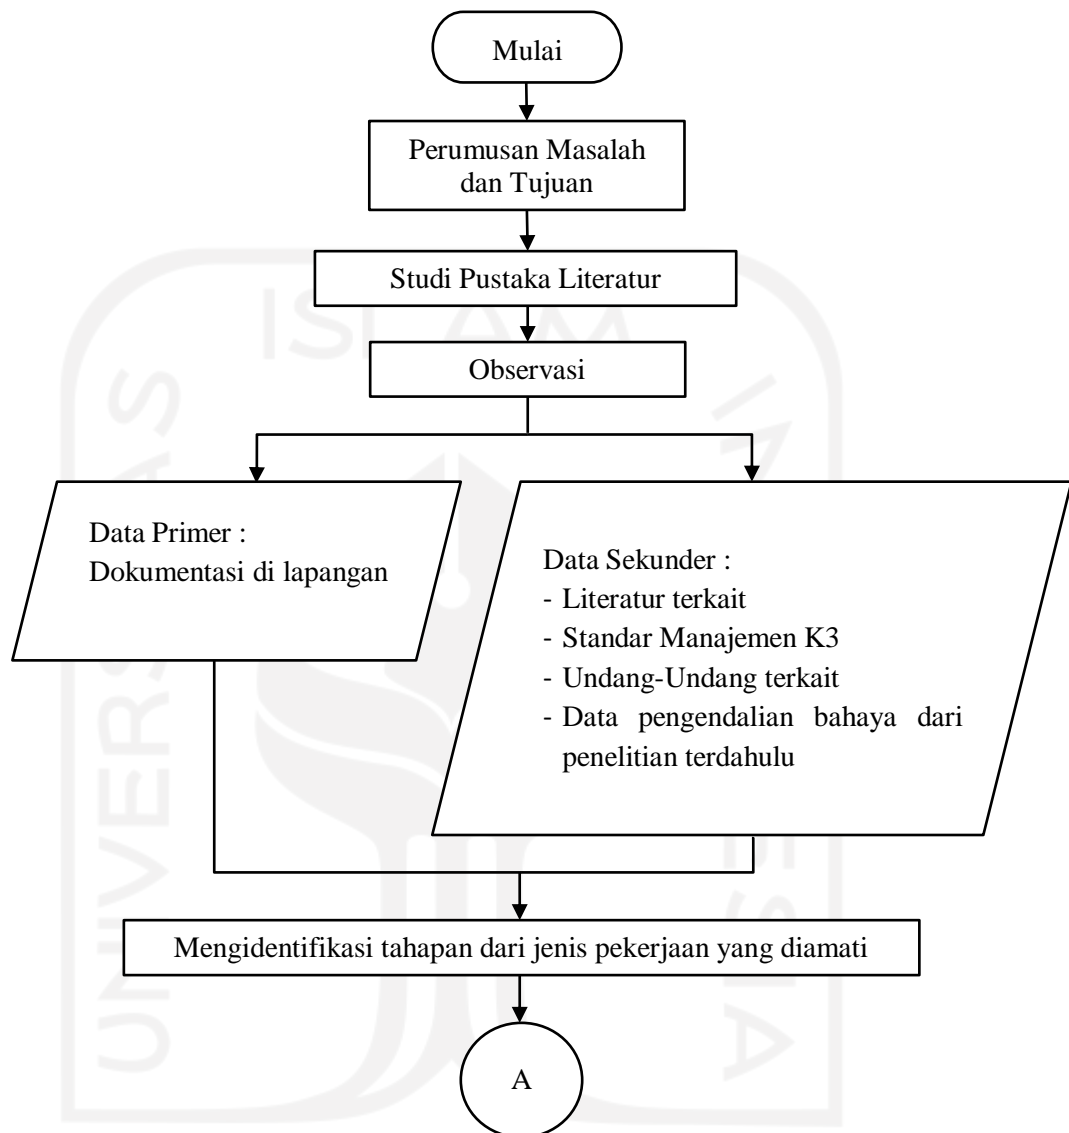 Mulai
Perumusan Masalah
dan Tujuan
Studi Pustaka Literatur
Observasi
Data Primer :
Dokumentasi di lapangan
Data Sekunder :
- Literatur terkait
- Standar Manajemen K3
- Undang-Undang terkait
- Data pengendalian bahaya dari
penelitian terdahulu
Mengidentifikasi tahapan dari jenis pekerjaan yang diamati
A
ISLAM